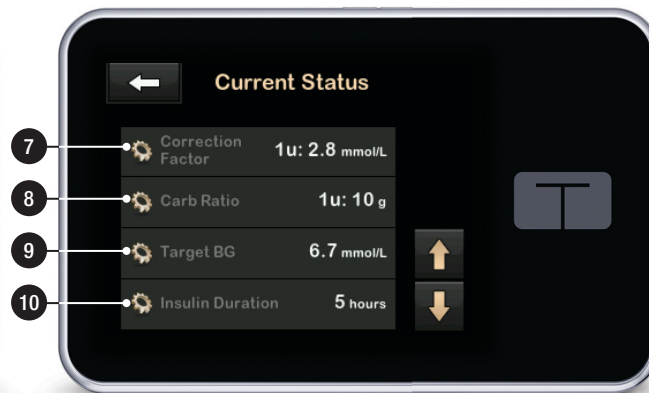 Current Status
7 Correction Factor 1u: 2.8 mmol/L
8 Carb Ratio 1u: 10 g
9 Target BG 6.7 mmol/L
10 Insulin Duration 5 hours
T